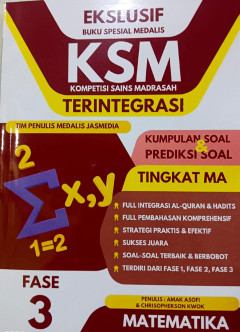 EKSLUSIF
BUKU SPESIAL MEDALIS
KSM
KOMPETISI SAINS MADRASAH
TERINTEGRASI
TIM PENULIS MEDALIS JASMEDIA
KUMPULAN SOAL
&
PREDIKSI SOAL
TINGKAT MA
2
Σ x,y
1=2
FULL INTEGRASI AL-QURAN & HADITS
FULL PEMBAHASAN KOMPREHENSIF
STRATEGI PRAKTIS & EFEKTIF
SUKSES JUARA
SOAL-SOAL TERBAIK & BERBOBOT
TERDIRI DARI FASE 1, FASE 2, FASE 3
FASE
3
PENULIS : AMAK ASOFI
& CHRISOPHERSON KWOK
MATEMATIKA